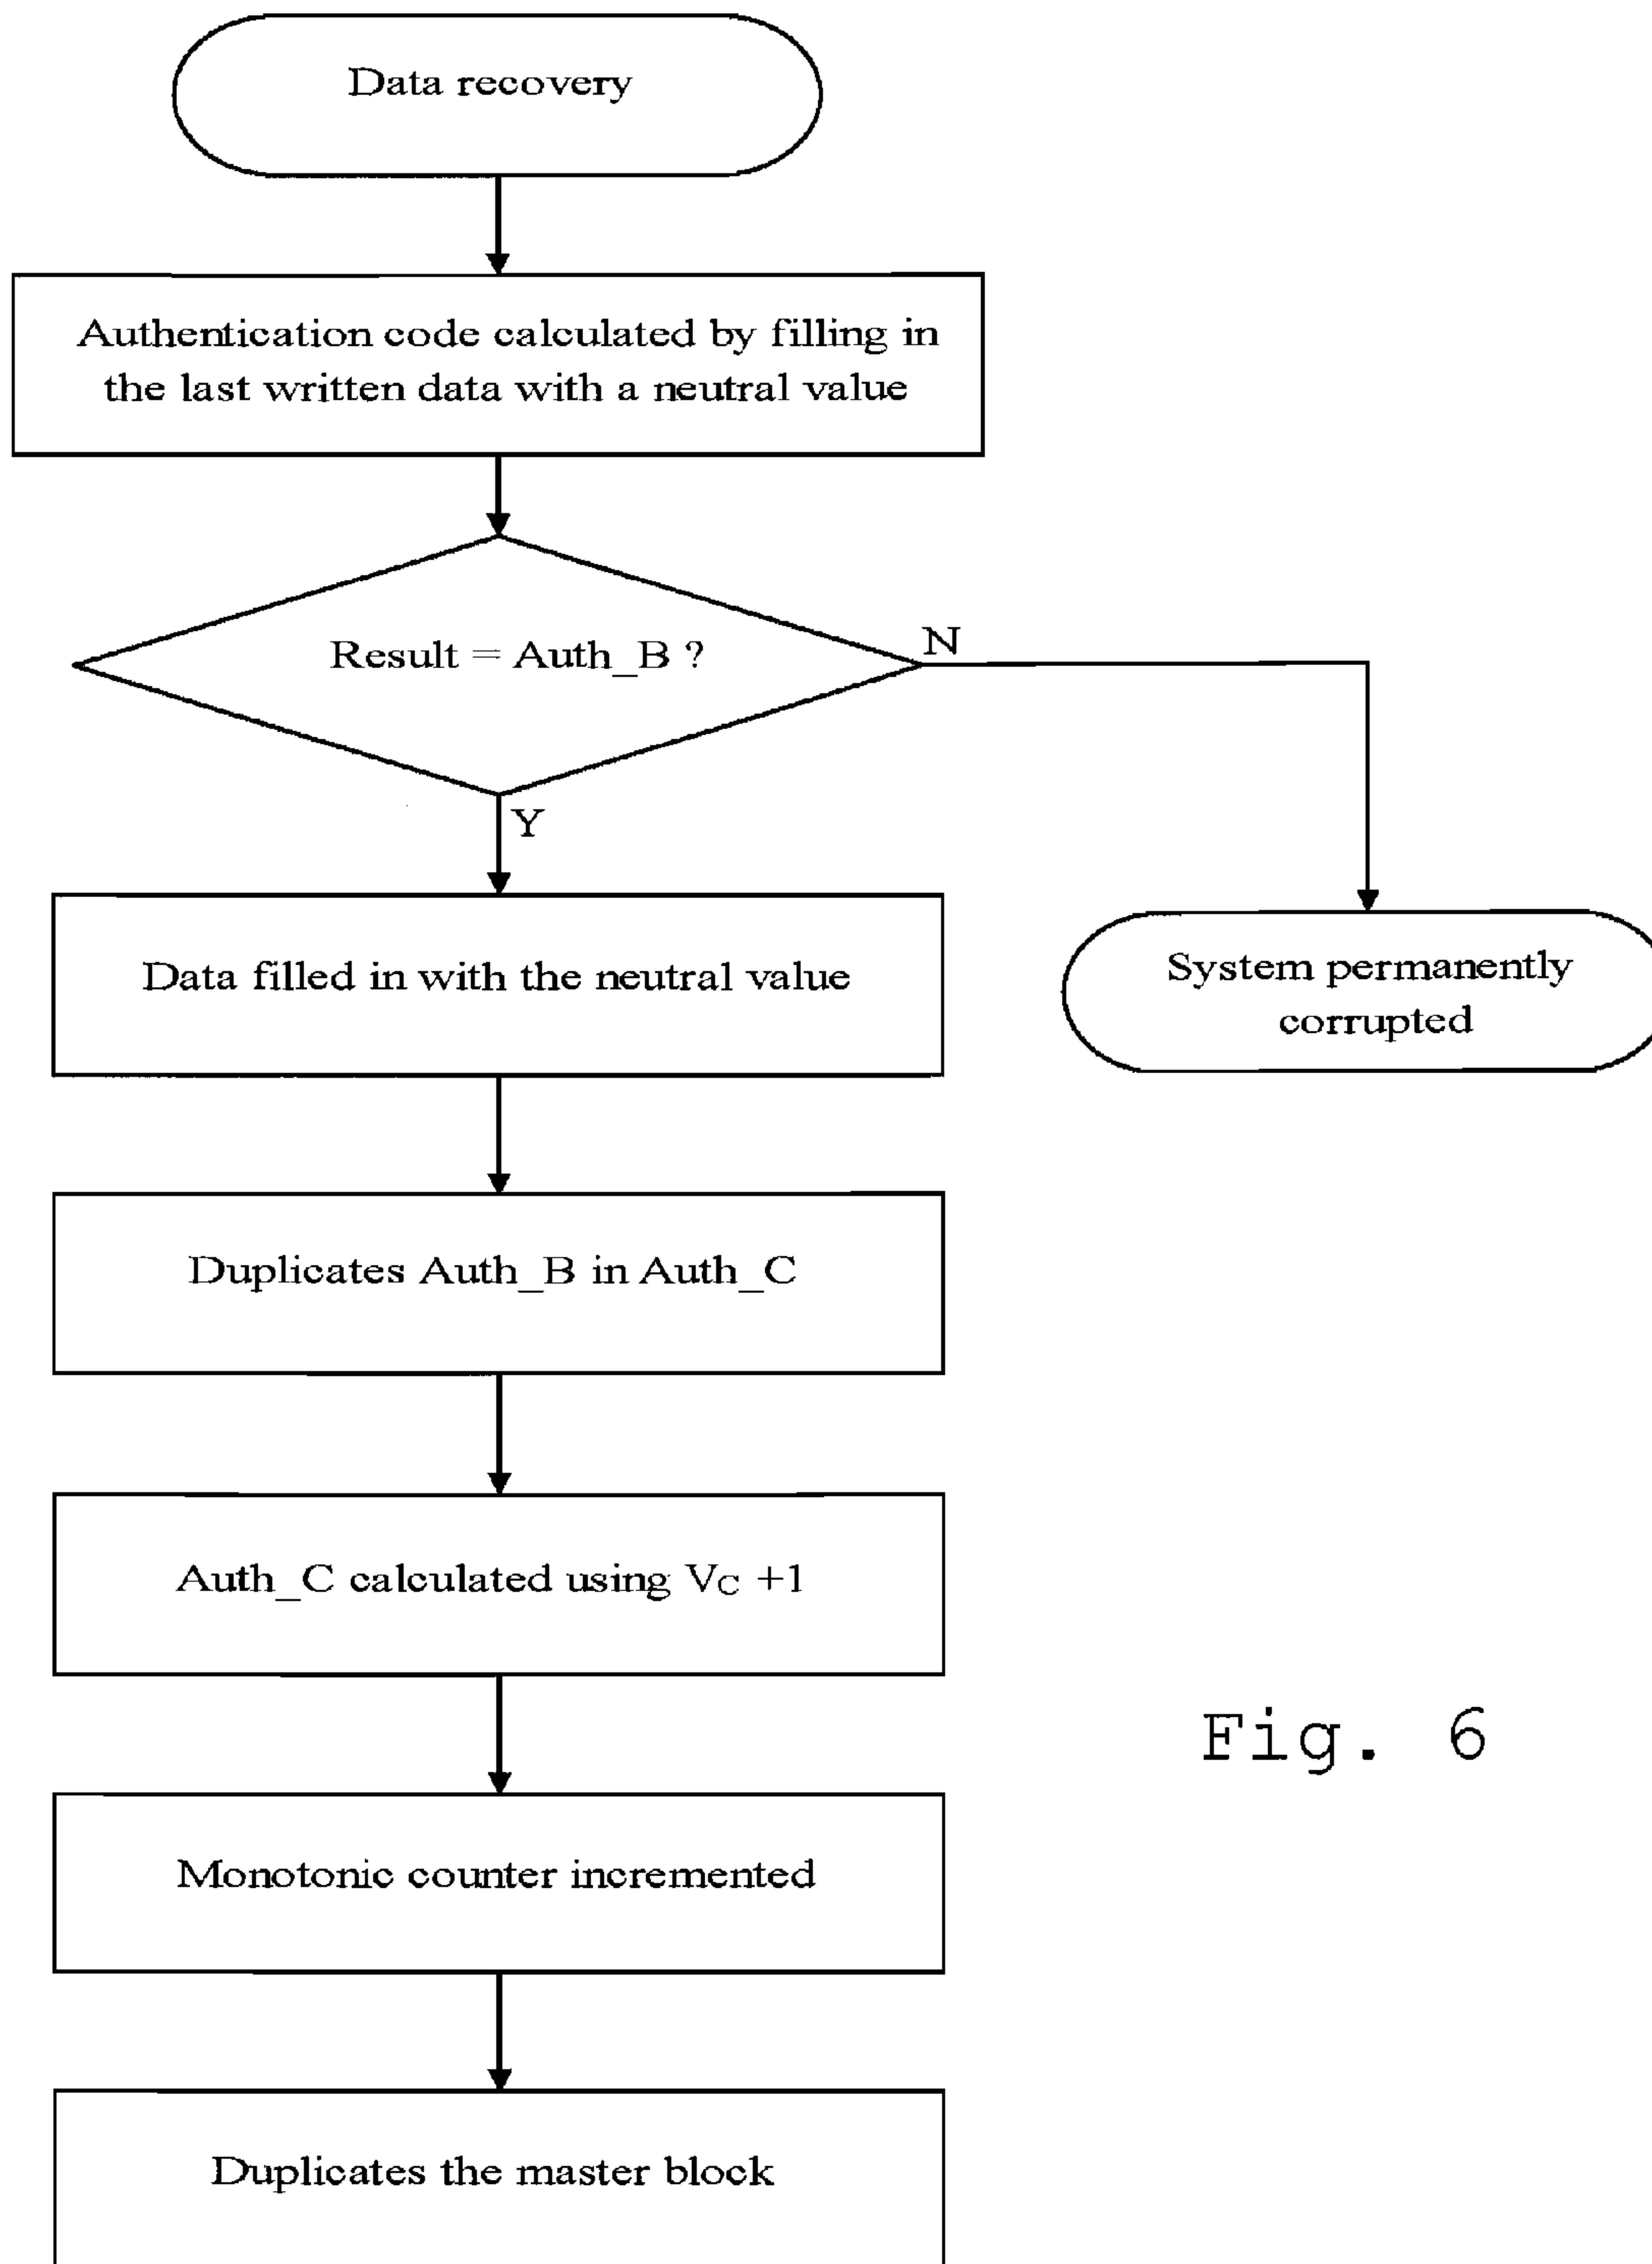 Data recovery
Authentication code calculated by filling in
the last written data with a neutral value
Result = Auth_B ?
N
Y
Data filled in with the neutral value
System permanently
corrupted
Duplicates Auth_B in Auth_C
Auth_C calculated using VC +1
Monotonic counter incremented
Duplicates the master block
Fig. 6